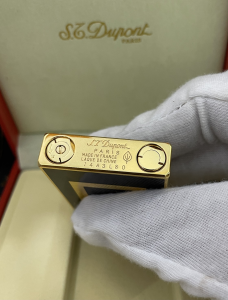 S.T. Dupont
PARIS
S.T. Dupont
PARIS
MADE IN FRANCE
LAQUE DE CHINE